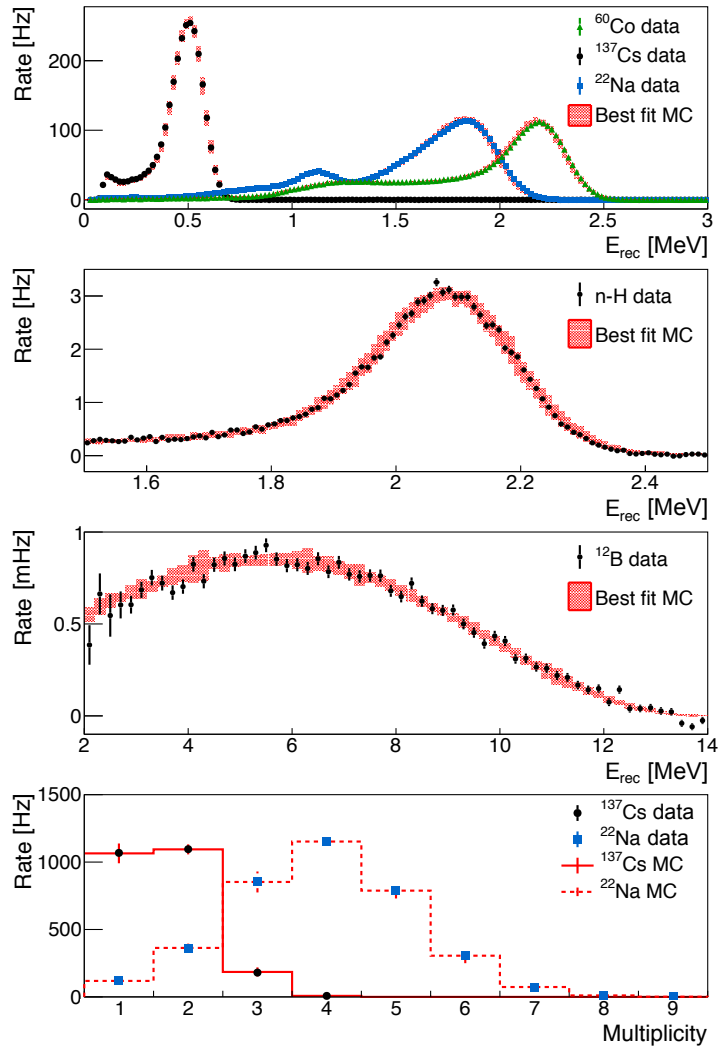 Rate [Hz]
200
100
0
⁶⁰Co data
¹³⁷Cs data
²²Na data
Best fit MC
0 0.5 1 1.5 2 2.5 3
E_rec [MeV]
Rate [Hz]
3
2
1
0
n-H data
Best fit MC
1.6 1.8 2 2.2 2.4
E_rec [MeV]
Rate [mHz]
1
0.5
0
¹²B data
Best fit MC
2 4 6 8 10 12 14
E_rec [MeV]
Rate [Hz]
1500
1000
500
0
¹³⁷Cs data
²²Na data
¹³⁷Cs MC
²²Na MC
1 2 3 4 5 6 7 8 9
Multiplicity